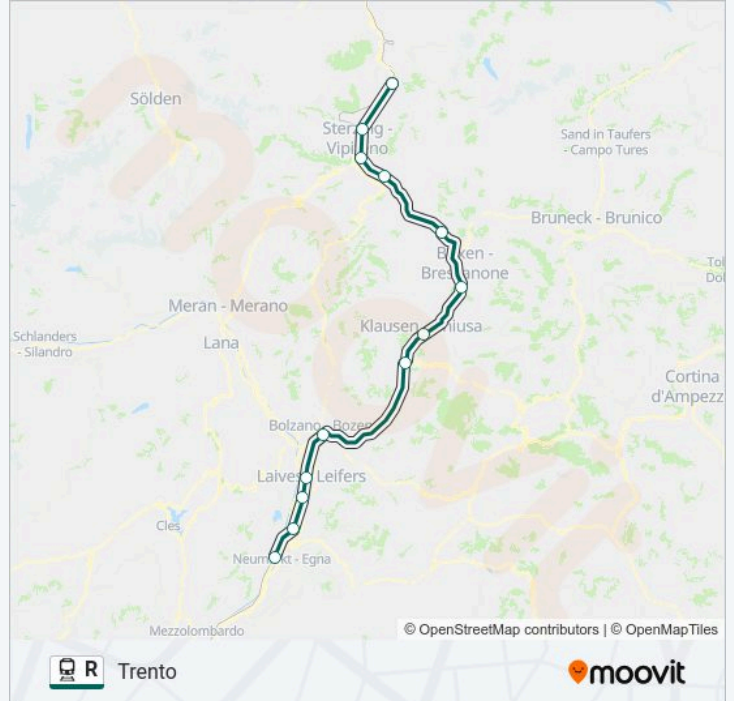 Sölden
Sterzing -
Vipiteno
Sand in Taufers
- Campo Tures
Bruneck - Brunico
Brixen -
Bressanone
Meran - Merano
Klausen - Chiusa
Schlanders
- Silandro
Lana
Cortina
d'Ampezz
Bolzano - Bozen
Laives - Leifers
Cles
Neumarkt - Egna
Mezzolombardo
© OpenStreetMap contributors | © OpenMapTiles
R Trento
moovit